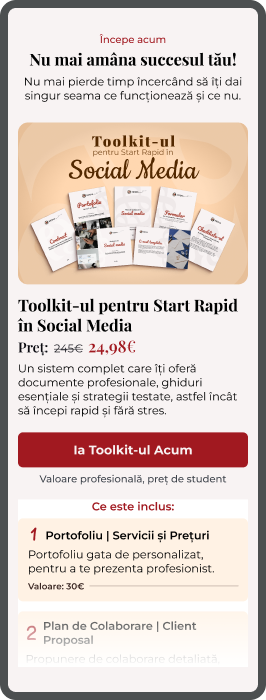 Începe acum
Nu mai amâna succesul tău!
Nu mai pierde timp încercând să îți dai
singur seama ce funcționează și ce nu.
Toolkit-ul
pentru Start Rapid în
Social Media
Portofoliu
Social media
Formular
Contract
E-mail templates
Checklist-uri
Toolkit-ul pentru Start Rapid
în Social Media
Preț: 245€ 24,98€
Un sistem complet care îți oferă
documente profesionale, ghiduri
esențiale și strategii testate, astfel încât
să începi rapid și fără stres.
Ia Toolkit-ul Acum
Valoare profesională, preț de student
Ce este inclus:
1 Portofoliu | Servicii și Prețuri
Portofoliu gata de personalizat,
pentru a te prezenta profesionist.
Valoare: 30€
2 Plan de Colaborare | Client
Proposal
Propunere de colaborare detaliată